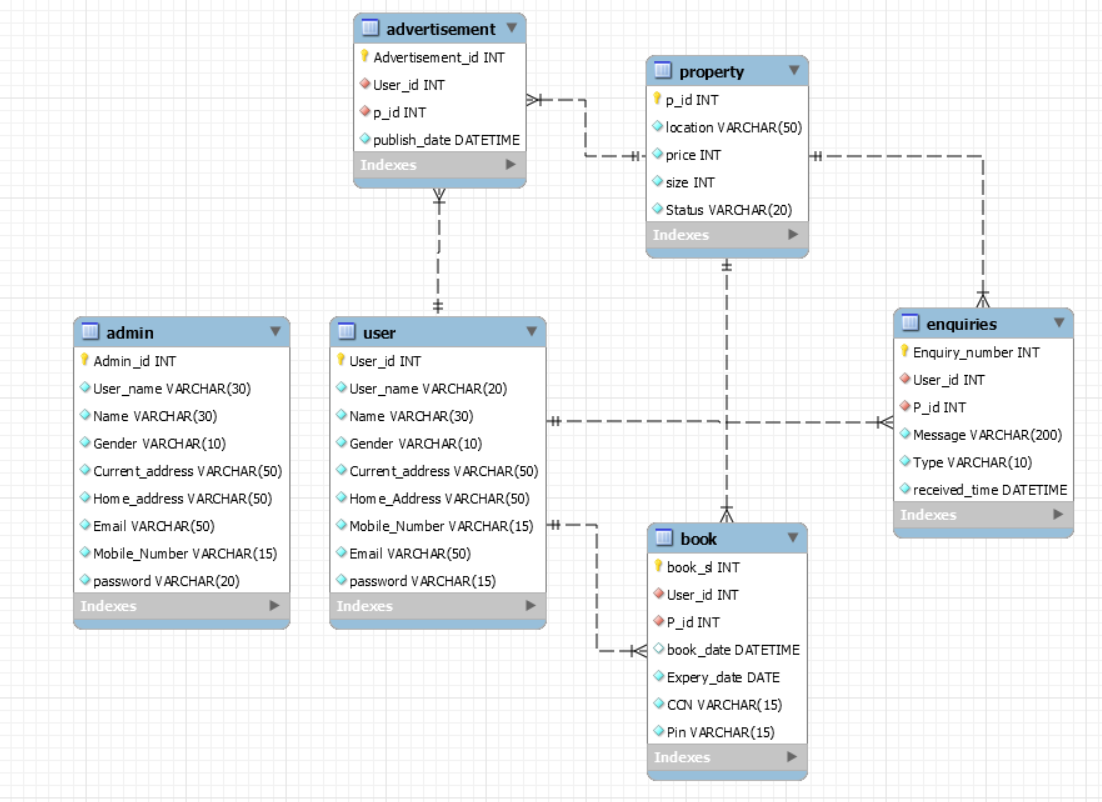 advertisement
Advertisement_id INT
User_id INT
p_id INT
publish_date DATETIME
Indexes
property
p_id INT
location VARCHAR(50)
price INT
size INT
Status VARCHAR(20)
Indexes
admin
Admin_id INT
User_name VARCHAR(30)
Name VARCHAR(30)
Gender VARCHAR(10)
Current_address VARCHAR(50)
Home_address VARCHAR(50)
Email VARCHAR(50)
Mobile_Number VARCHAR(15)
password VARCHAR(20)
Indexes
user
User_id INT
User_name VARCHAR(20)
Name VARCHAR(30)
Gender VARCHAR(10)
Current_address VARCHAR(50)
Home_Address VARCHAR(50)
Mobile_Number VARCHAR(15)
Email VARCHAR(50)
password VARCHAR(15)
Indexes
enquiries
Enquiry_number INT
User_id INT
P_id INT
Message VARCHAR(200)
Type VARCHAR(10)
received_time DATETIME
Indexes
book
book_sl INT
User_id INT
P_id INT
book_date DATETIME
Expery_date DATE
CCN VARCHAR(15)
Pin VARCHAR(15)
Indexes